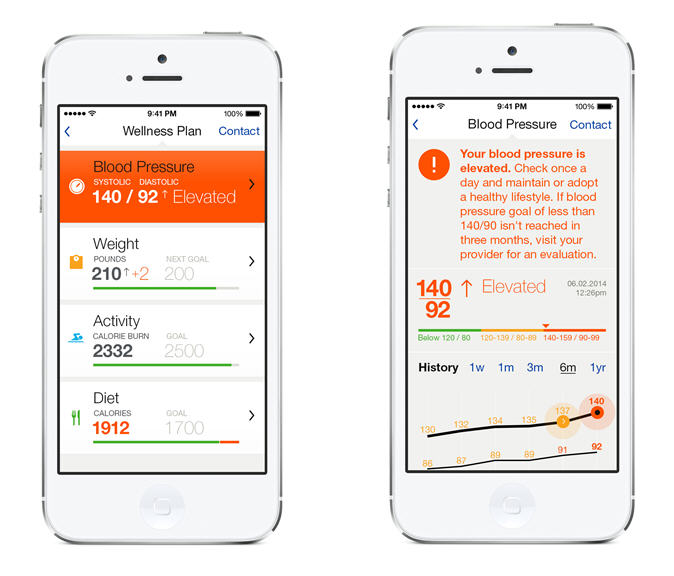 9:41 PM 100%
Wellness Plan Contact
Blood Pressure
SYSTOLIC DIASTOLIC
140 / 92 ↑ Elevated
Weight
POUNDS NEXT GOAL
210 ↑ +2 200
Activity
CALORIE BURN GOAL
2332 2500
Diet
CALORIES GOAL
1912 1700
9:41 PM 100%
Blood Pressure Contact
!
Your blood pressure is
elevated. Check once a
day and maintain or adopt
a healthy lifestyle. If blood
pressure goal of less than
140/90 isn't reached in
three months, visit your
provider for an evaluation.
140 ↑ Elevated 06.02.2014
92 12:26pm
Below 120 / 80 120-139 / 80-89 140-159 / 90-99
History 1w 1m 3m 6m 1yr
130 132 134 135 137 140
86 87 89 89 91 92